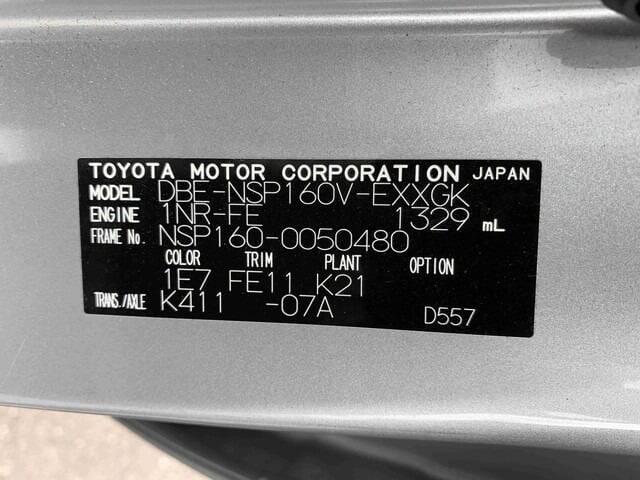 TOYOTA MOTOR CORPORATION JAPAN
MODEL DBE-NSP160V-EXXGK
ENGINE 1NR-FE 1329 mL
FRAME No. NSP160-0050480
COLOR TRIM PLANT OPTION
1E7 FE11 K21
TRANS./AXLE K411 -07A D557